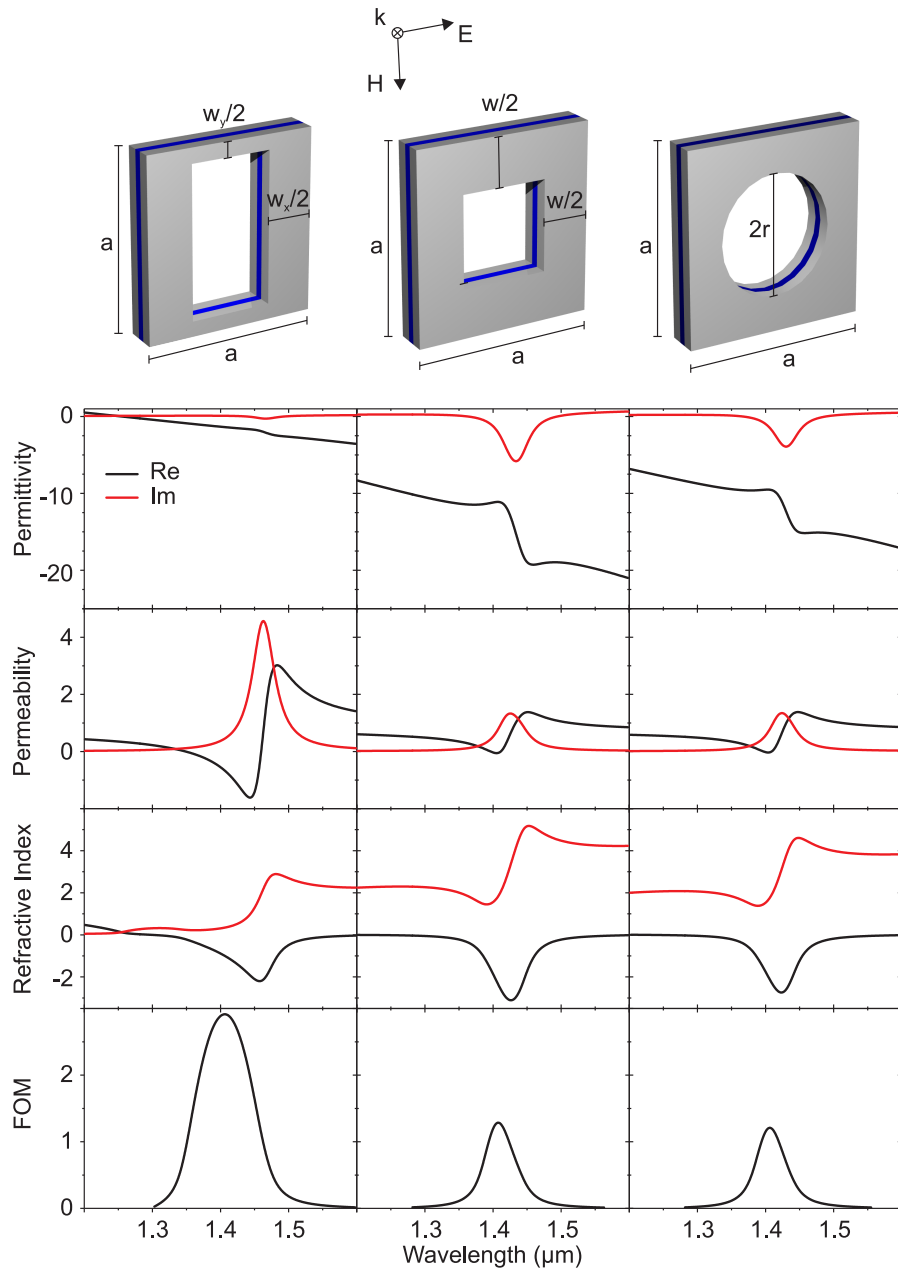 k
E
H
w_y/2
w/2
a
w_x/2
a
w/2
a
2r
a
a
a
a
Permittivity
0
-10
-20
Re
Im
Permeability
4
2
0
Refractive Index
4
2
0
-2
FOM
2
1
0
1.3 1.4 1.5 1.3 1.4 1.5 1.3 1.4 1.5
Wavelength (µm)